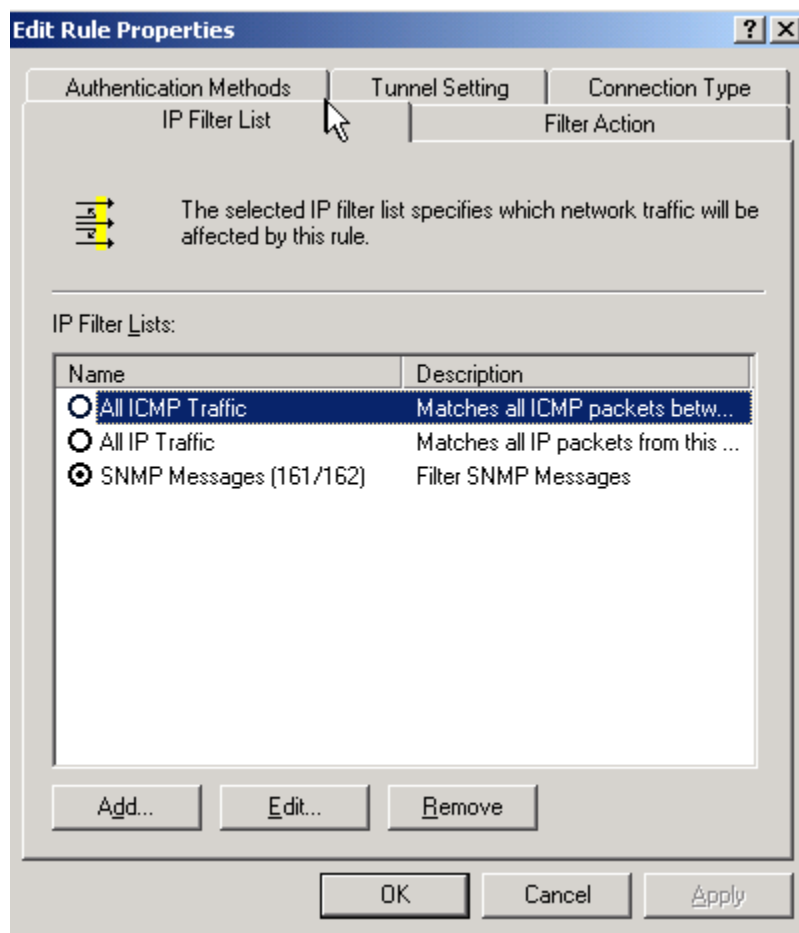 Edit Rule Properties
Authentication Methods Tunnel Setting Connection Type
IP Filter List Filter Action
The selected IP filter list specifies which network traffic will be
affected by this rule.
IP Filter Lists:
Name Description
All ICMP Traffic Matches all ICMP packets betw...
All IP Traffic Matches all IP packets from this ...
SNMP Messages (161/162) Filter SNMP Messages
Add... Edit... Remove
OK Cancel Apply